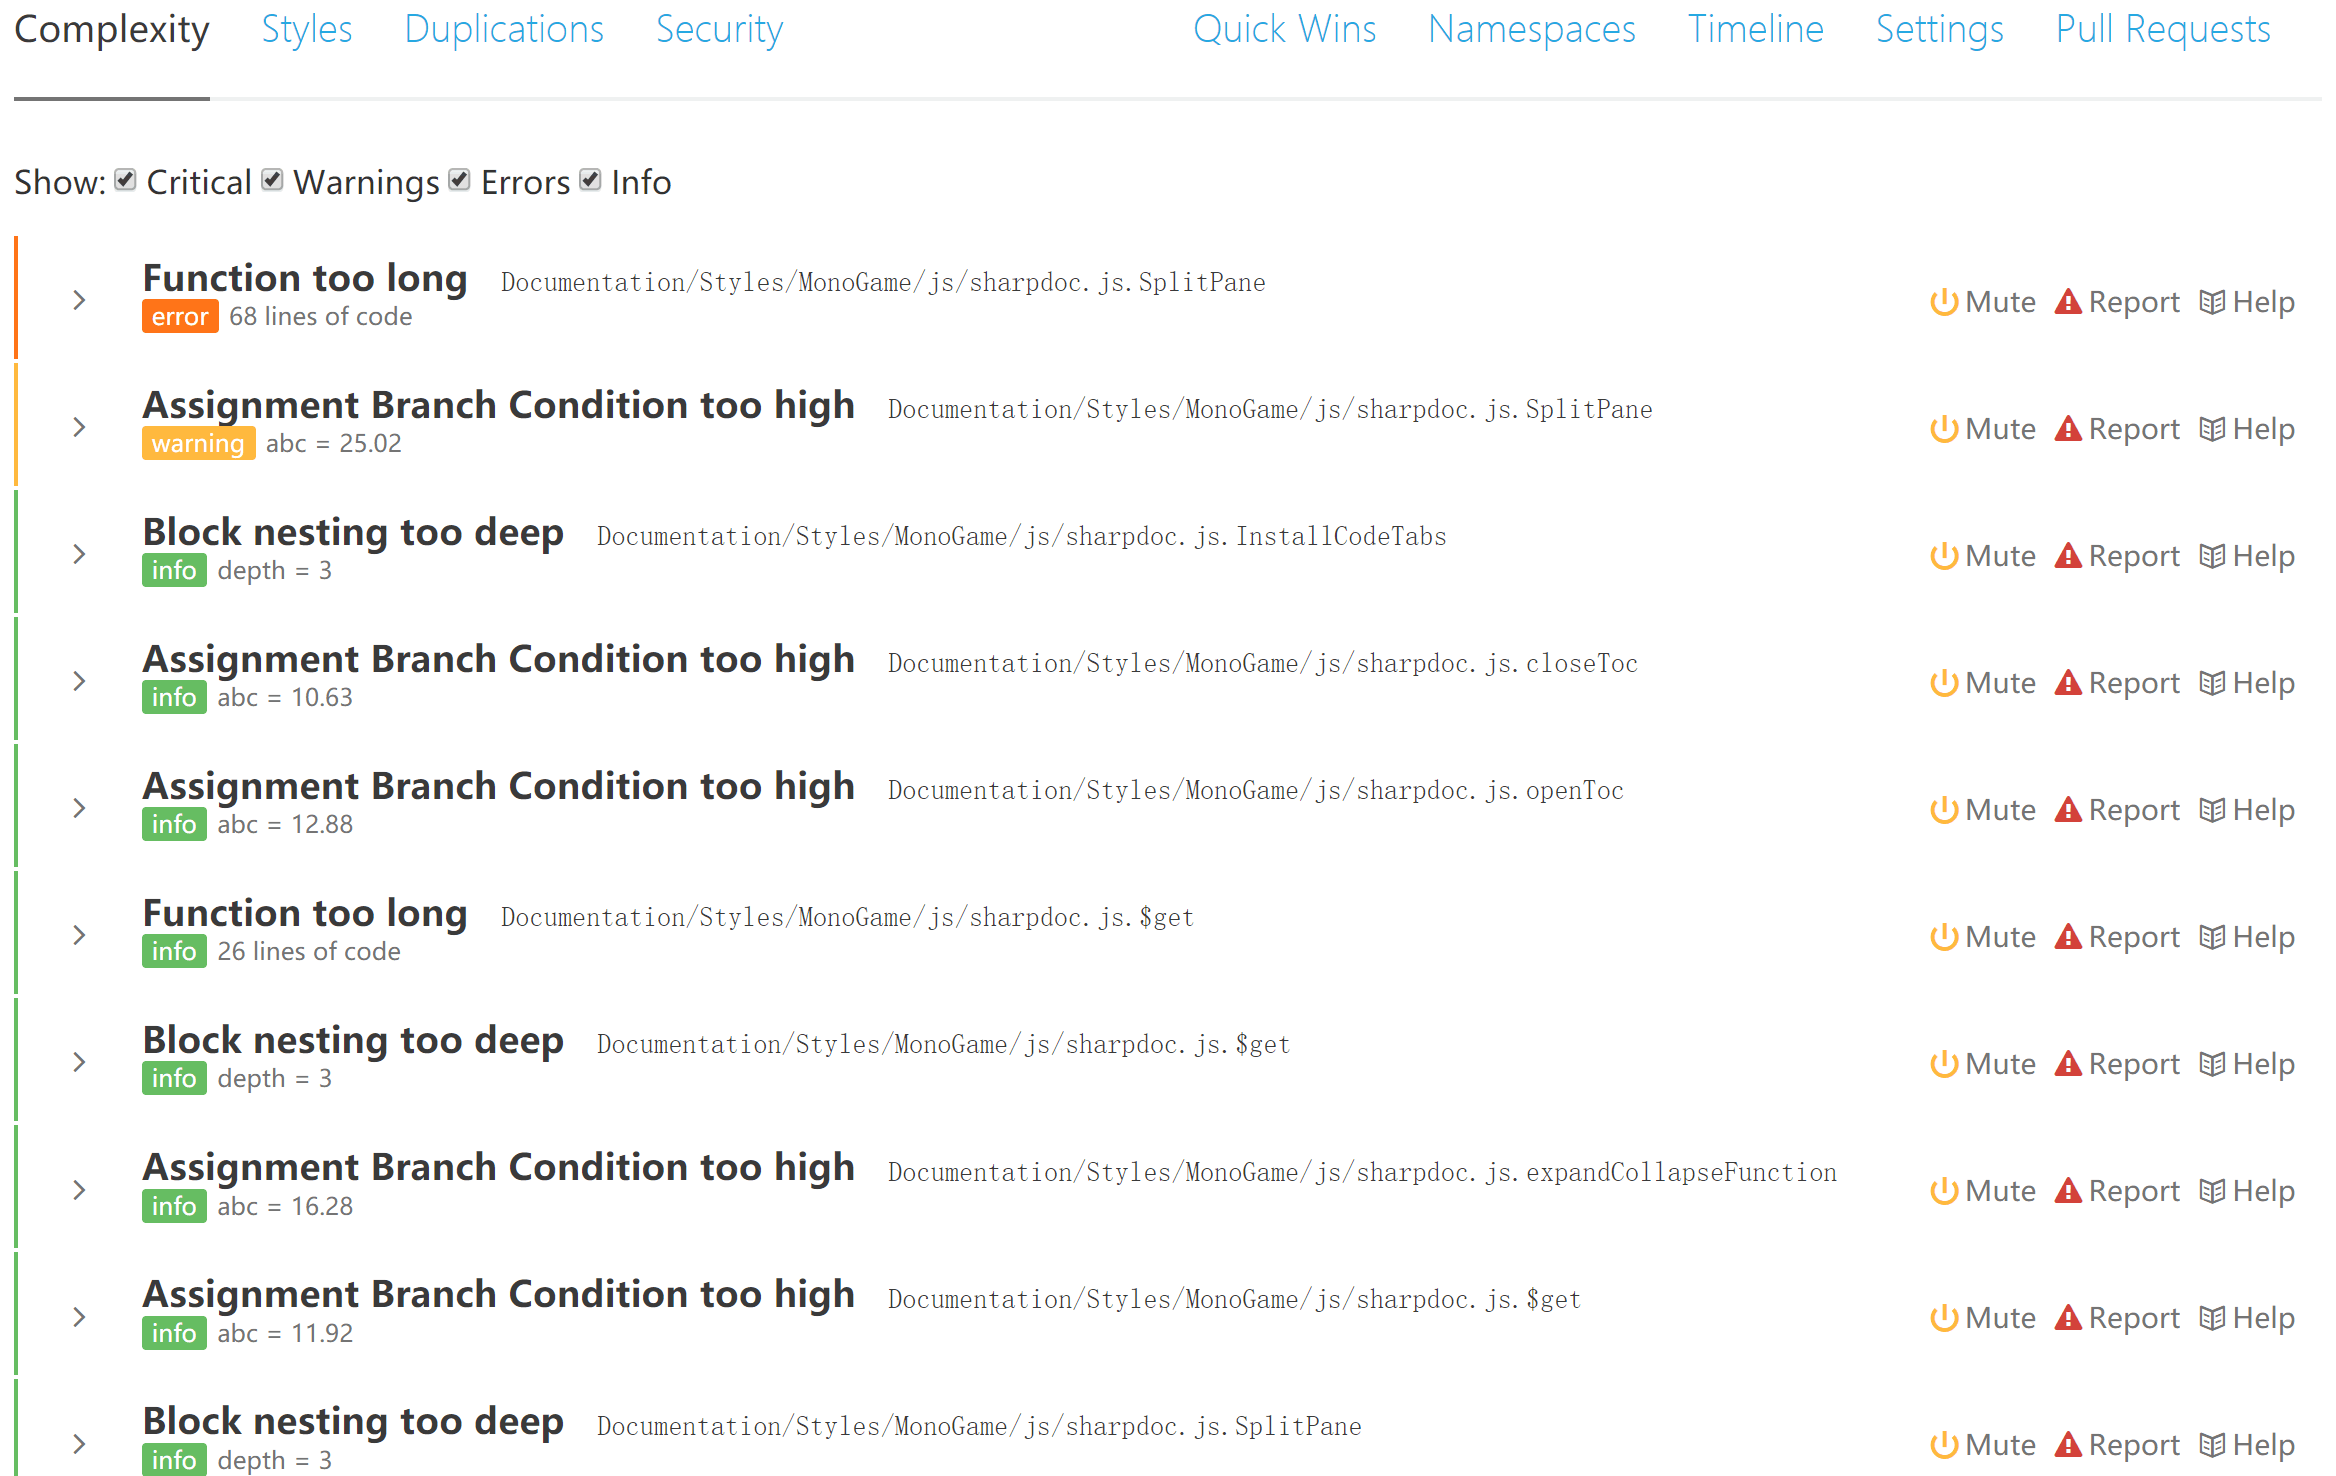 Complexity Styles Duplications Security Quick Wins Namespaces Timeline Settings Pull Requests
Show: Critical Warnings Errors Info
Function too long Documentation/Styles/MonoGame/js/sharpdoc.js.SplitPane
error 68 lines of code
Mute Report Help
Assignment Branch Condition too high Documentation/Styles/MonoGame/js/sharpdoc.js.SplitPane
warning abc = 25.02
Mute Report Help
Block nesting too deep Documentation/Styles/MonoGame/js/sharpdoc.js.InstallCodeTabs
info depth = 3
Mute Report Help
Assignment Branch Condition too high Documentation/Styles/MonoGame/js/sharpdoc.js.closeToc
info abc = 10.63
Mute Report Help
Assignment Branch Condition too high Documentation/Styles/MonoGame/js/sharpdoc.js.openToc
info abc = 12.88
Mute Report Help
Function too long Documentation/Styles/MonoGame/js/sharpdoc.js.$get
info 26 lines of code
Mute Report Help
Block nesting too deep Documentation/Styles/MonoGame/js/sharpdoc.js.$get
info depth = 3
Mute Report Help
Assignment Branch Condition too high Documentation/Styles/MonoGame/js/sharpdoc.js.expandCollapseFunction
info abc = 16.28
Mute Report Help
Assignment Branch Condition too high Documentation/Styles/MonoGame/js/sharpdoc.js.$get
info abc = 11.92
Mute Report Help
Block nesting too deep Documentation/Styles/MonoGame/js/sharpdoc.js.SplitPane
info depth = 3
Mute Report Help